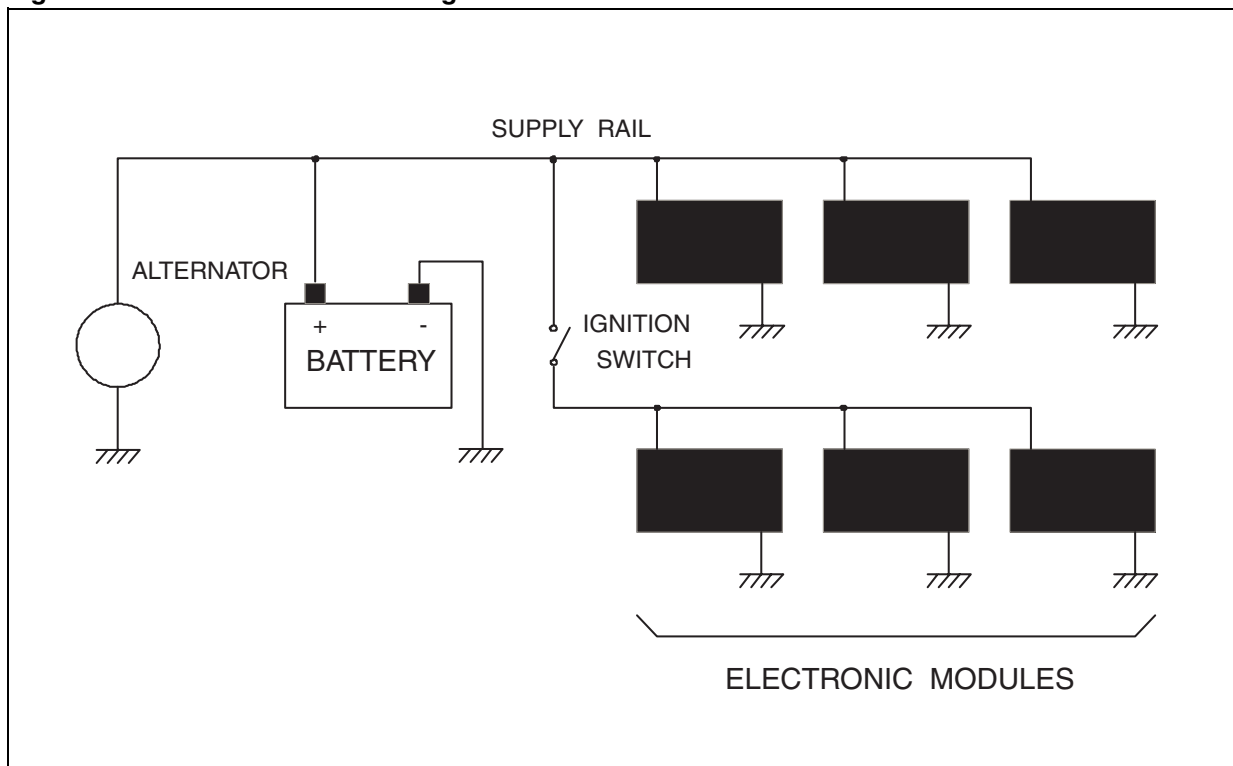 SUPPLY RAIL
ALTERNATOR
+ -
BATTERY
IGNITION
SWITCH
ELECTRONIC MODULES